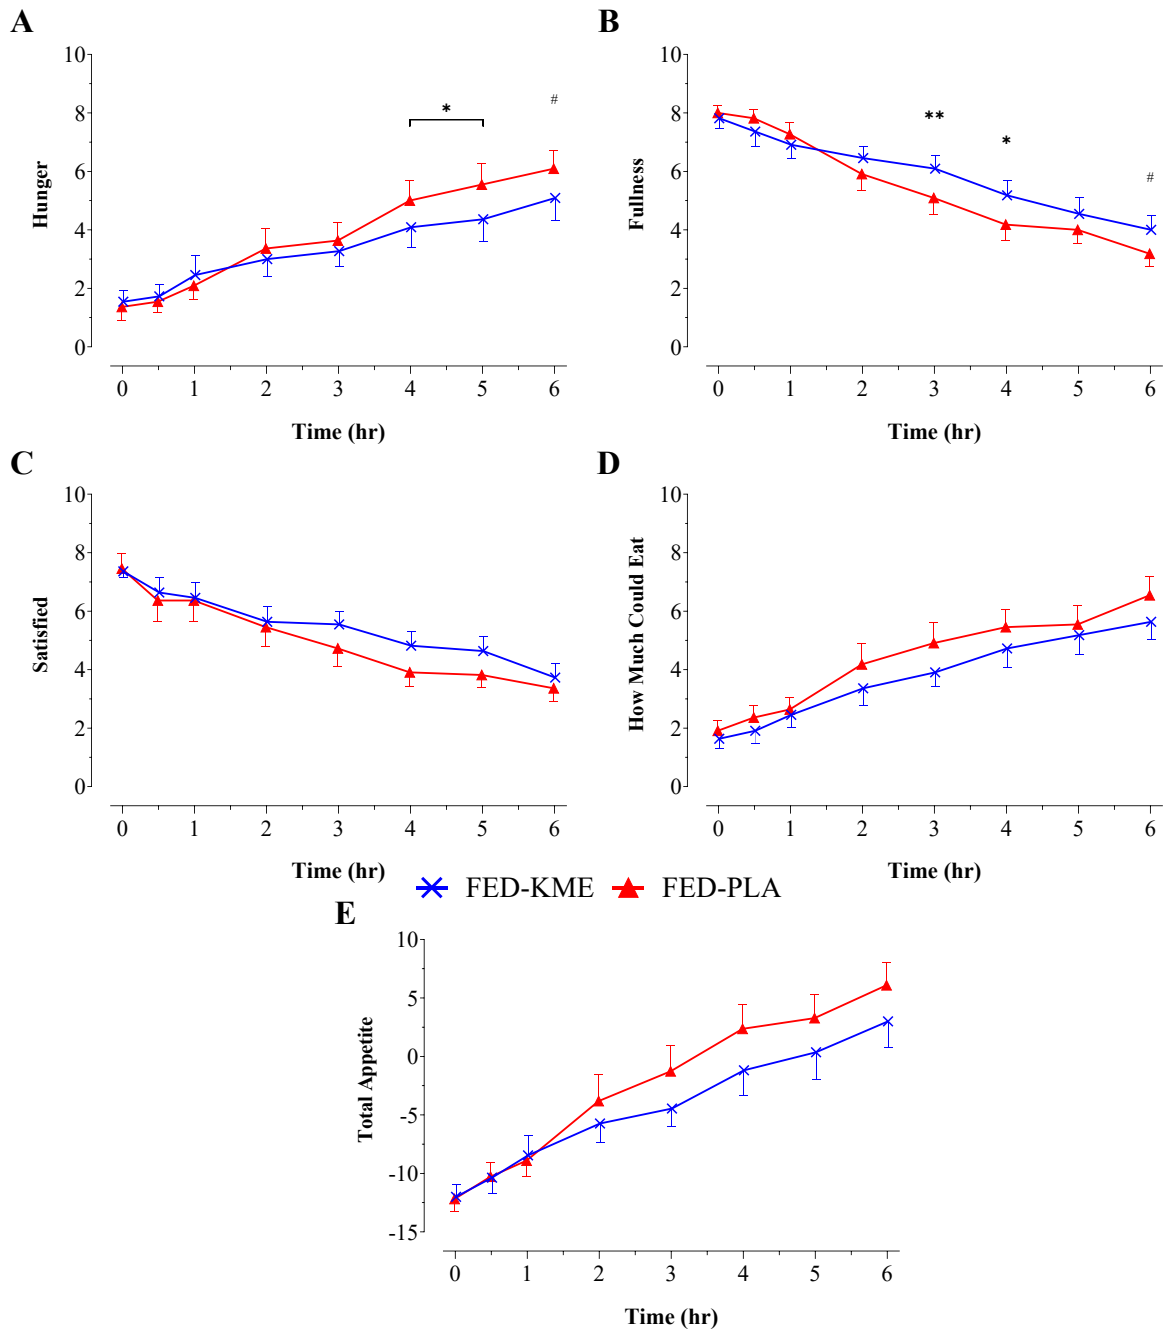 A
10
8
6
4
2
0
Hunger
*
#
0 1 2 3 4 5 6
Time (hr)
B
10
8
6
4
2
0
Fullness
**
*
#
0 1 2 3 4 5 6
Time (hr)
C
10
8
6
4
2
0
Satisfied
0 1 2 3 4 5 6
Time (hr)
D
10
8
6
4
2
0
How Much Could Eat
0 1 2 3 4 5 6
Time (hr)
FED-KME FED-PLA
E
10
5
0
-5
-10
-15
Total Appetite
0 1 2 3 4 5 6
Time (hr)